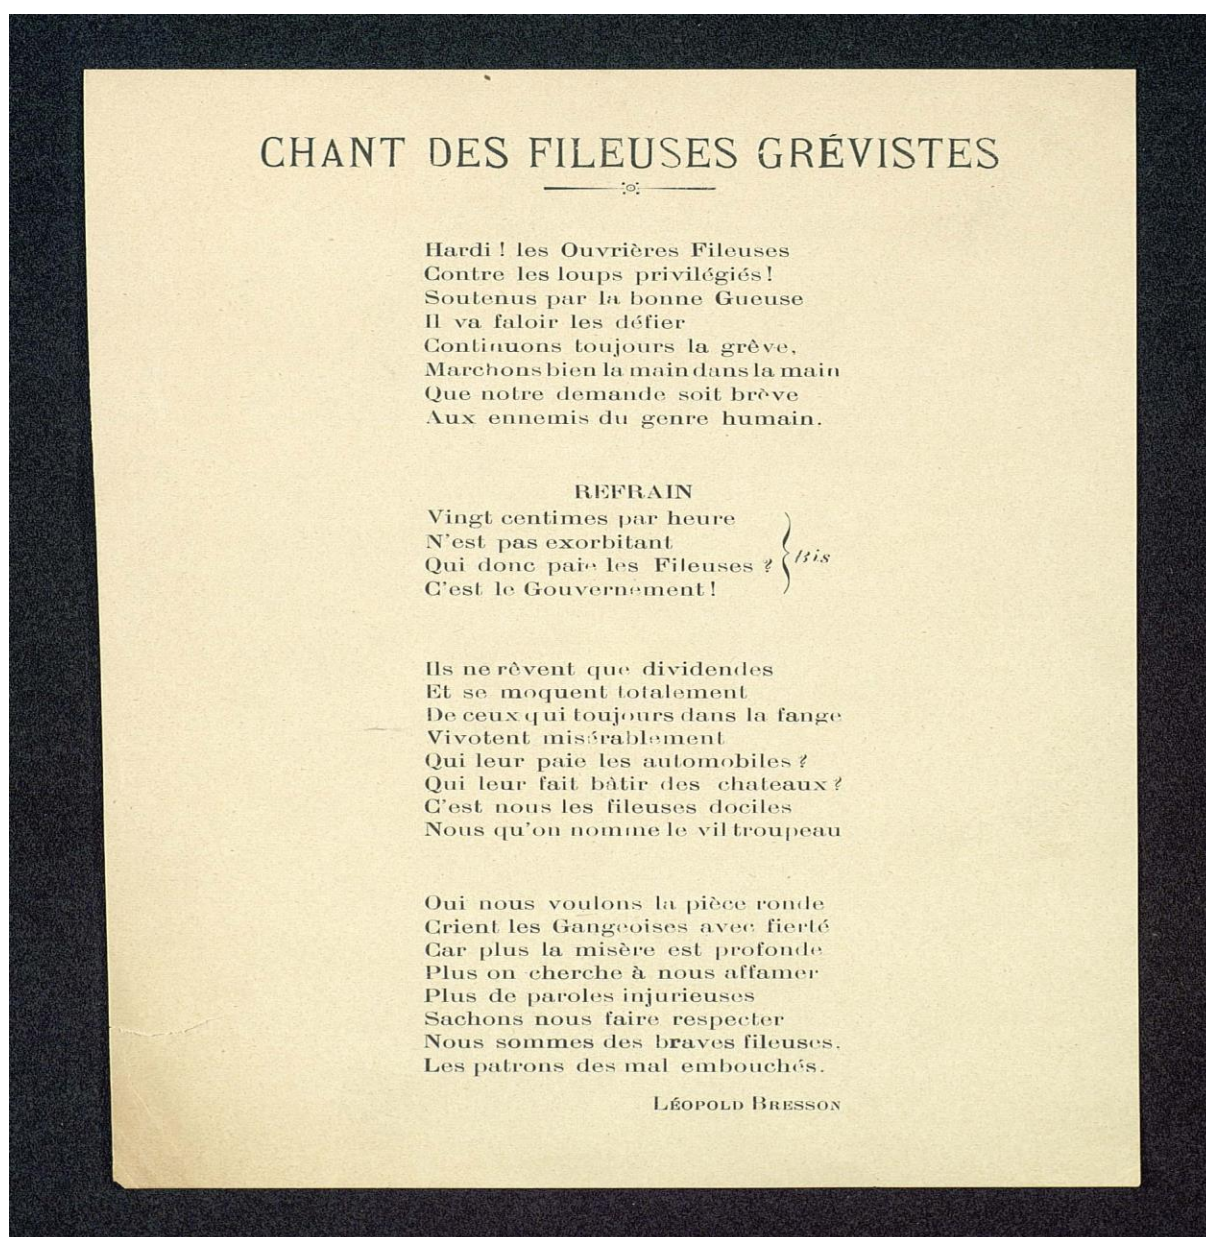 CHANT DES FILEUSES GRÉVISTES
Hardi ! les Ouvrières Fileuses
Contre les loups privilégiés !
Soutenus par la bonne Gueuse
Il va faloir les défier
Continuons toujours la grêve,
Marchons bien la main dans la main
Que notre demande soit brève
Aux ennemis du genre humain.
REFRAIN
Vingt centimes par heure
N'est pas exorbitant
Qui donc paie les Fileuses ?
C'est le Gouvernement !
Bis
Ils ne rêvent que dividendes
Et se moquent totalement
De ceux qui toujours dans la fange
Vivotent misérablement
Qui leur paie les automobiles ?
Qui leur fait bâtir des chateaux ?
C'est nous les fileuses dociles
Nous qu'on nomme le vil troupeau
Oui nous voulons la pièce ronde
Crient les Gangeoises avec fierté
Car plus la misère est profonde
Plus on cherche à nous affamer
Plus de paroles injurieuses
Sachons nous faire respecter
Nous sommes des braves fileuses.
Les patrons des mal embouchés.
LÉOPOLD BRESSON